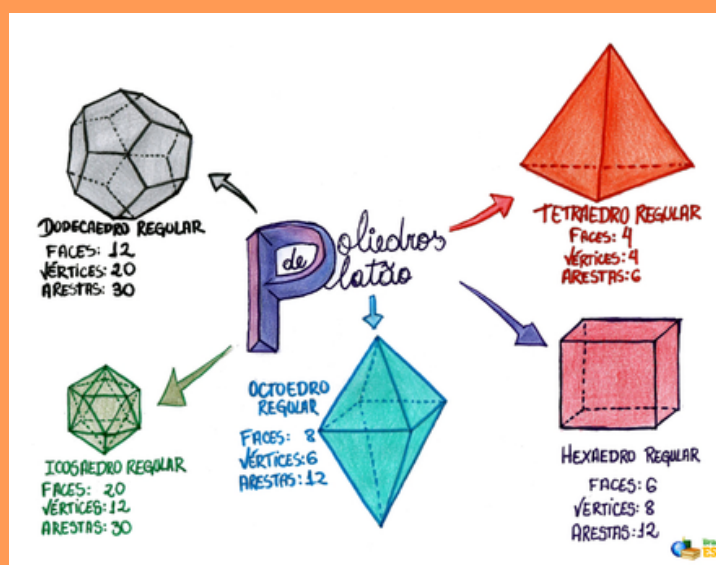 Poliedros
de Platão
DODECAEDRO REGULAR
FACES: 12
VÉRTICES: 20
ARESTAS: 30
TETRAEDRO REGULAR
FACES: 4
VÉRTICES: 4
ARESTAS: 6
ICOSAEDRO REGULAR
FACES: 20
VÉRTICES: 12
ARESTAS: 30
OCTOEDRO
REGULAR
FACES: 8
VÉRTICES: 6
ARESTAS: 12
HEXAEDRO REGULAR
FACES: 6
VERTICES: 8
ARESTAS: 12